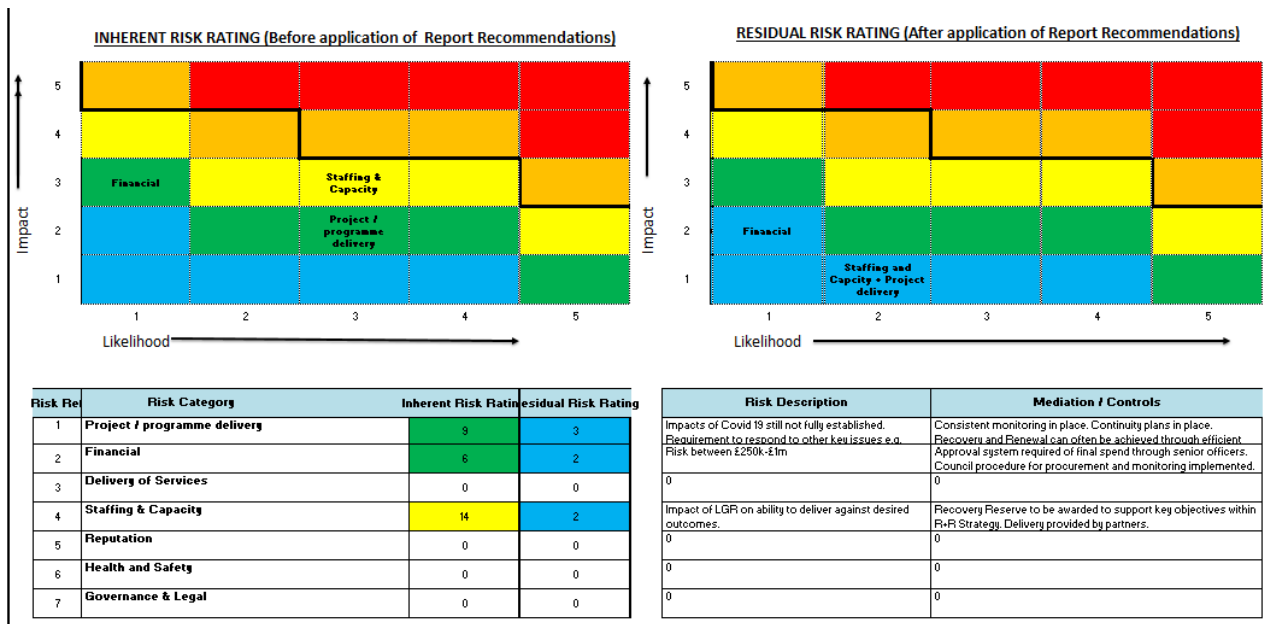 INHERENT RISK RATING (Before application of Report Recommendations)
Impact
5
4
3
Financial
Staffing &
Capacity
2
Project /
programme
delivery
1
1 2 3 4 5
Likelihood
RESIDUAL RISK RATING (After application of Report Recommendations)
Impact
5
4
3
2
Financial
1
Staffing and
Capcity + Project
delivery
1 2 3 4 5
Likelihood
Risk Re Risk Category Inherent Risk Ratin esidual Risk Rating
1 Project / programme delivery 9 3
2 Financial 6 2
3 Delivery of Services 0 0
4 Staffing & Capacity 14 2
5 Reputation 0 0
6 Health and Safety 0 0
7 Governance & Legal 0 0
Risk Description Mediation / Controls
Impacts of Covid 19 still not fully established.
Requirement to respond to other key issues e.g.
Consistent monitoring in place. Continuity plans in place.
Recovery and Renewal can often be achieved through efficient
Risk between £250k-£1m
Approval system required of final spend through senior officers.
Council procedure for procurement and monitoring implemented.
0 0
Impact of LGR on ability to deliver against desired
outcomes.
Recovery Reserve to be awarded to support key objectives within
R+R Strategy. Delivery provided by partners.
0 0
0 0
0 0